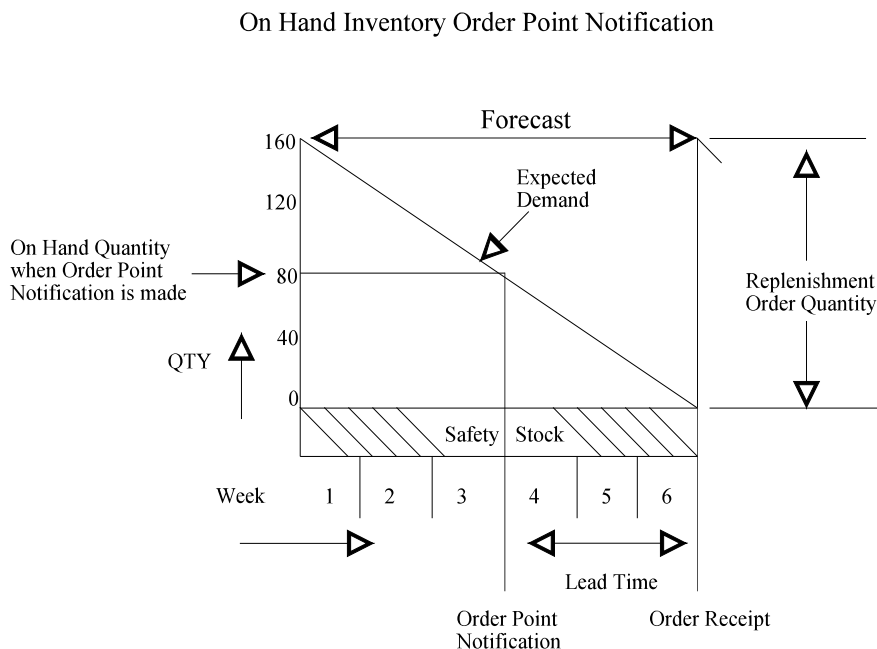 On Hand Inventory Order Point Notification
Forecast
160
Expected
Demand
120
On Hand Quantity
when Order Point
Notification is made
80
Replenishment
Order Quantity
40
QTY
0
Safety Stock
Week 1 2 3 4 5 6
Lead Time
Order Point
Notification
Order Receipt